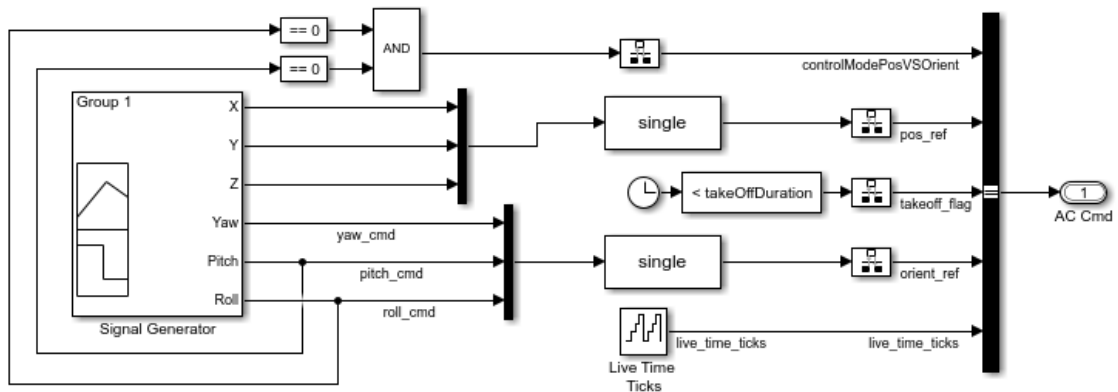 == 0
AND
== 0
controlModePosVSOrient
Group 1
X
Y
Z
Yaw
Pitch
Roll
Signal Generator
yaw_cmd
pitch_cmd
roll_cmd
single
pos_ref
< takeOffDuration
takeoff_flag
single
orient_ref
live_time_ticks
live_time_ticks
Live Time
Ticks
1
AC Cmd